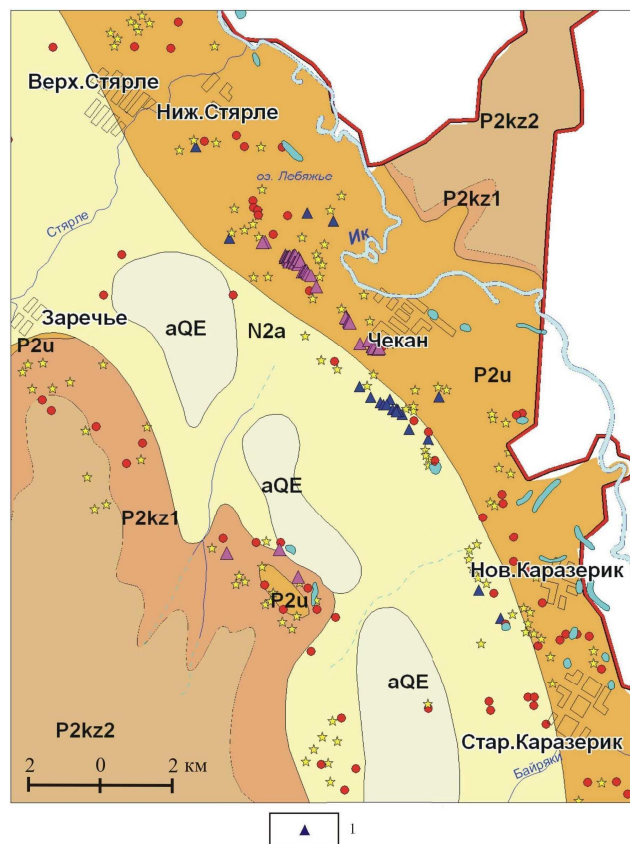 Верх.Стярле
Ниж.Стярле
P2kz2
оз. Лебяжье
P2kz1
Стярле
Ик
Заречье
aQE
N2a
Чекан
P2u
P2u
aQE
P2kz1
Нов.Каразерик
P2u
aQE
P2kz2
Стар.Каразерик
Байряки
2 0 2 км
1